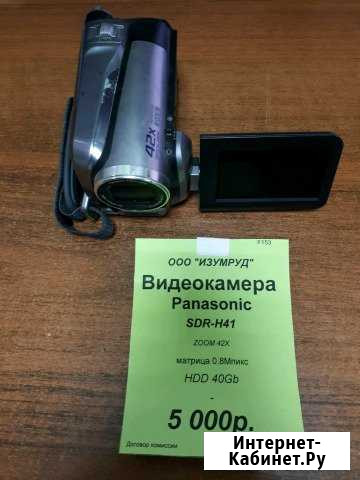 42x
#153
ООО "ИЗУМРУД"
Видеокамера
Panasonic
SDR-H41
ZOOM 42X
матрица 0.8Мпикс
HDD 40Gb
-
5 000р.
Договор комиссии
Интернет-
Кабинет.Ру